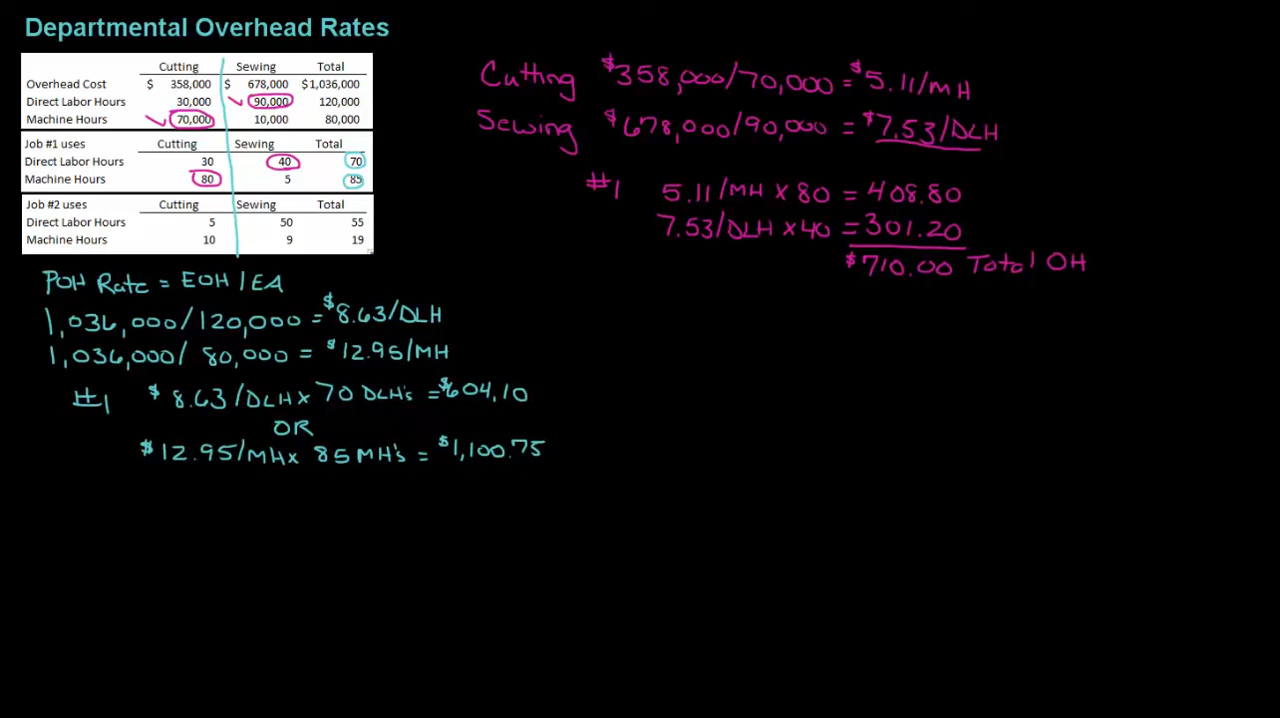 Departmental Overhead Rates
Cutting Sewing Total
Overhead Cost $ 358,000 $ 678,000 $1,036,000
Direct Labor Hours 30,000 90,000 120,000
Machine Hours 70,000 10,000 80,000
Job #1 uses Cutting Sewing Total
Direct Labor Hours 30 40 70
Machine Hours 80 5 85
Job #2 uses Cutting Sewing Total
Direct Labor Hours 5 50 55
Machine Hours 10 9 19
POH Rate = EOH / EA
1,036,000/120,000 = $8.63/DLH
1,036,000/ 80,000 = $12.95/MH
#1 $8.63/DLH x 70 DLH's = $604.10
OR
$12.95/MH x 85 MH's = $1,100.75
Cutting $358,000/70,000 = $5.11/MH
Sewing $678,000/90,000 = $7.53/DLH
#1 5.11/MH x 80 = 408.80
7.53/DLH x 40 = 301.20
$710.00 Total OH